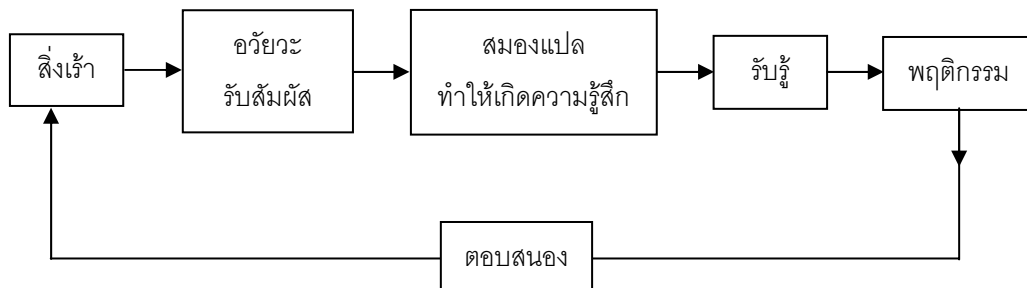 สิ่งเร้า
อวัยวะ
รับสัมผัส
สมองแปล
ทำให้เกิดความรู้สึก
รับรู้
พฤติกรรม
ตอบสนอง